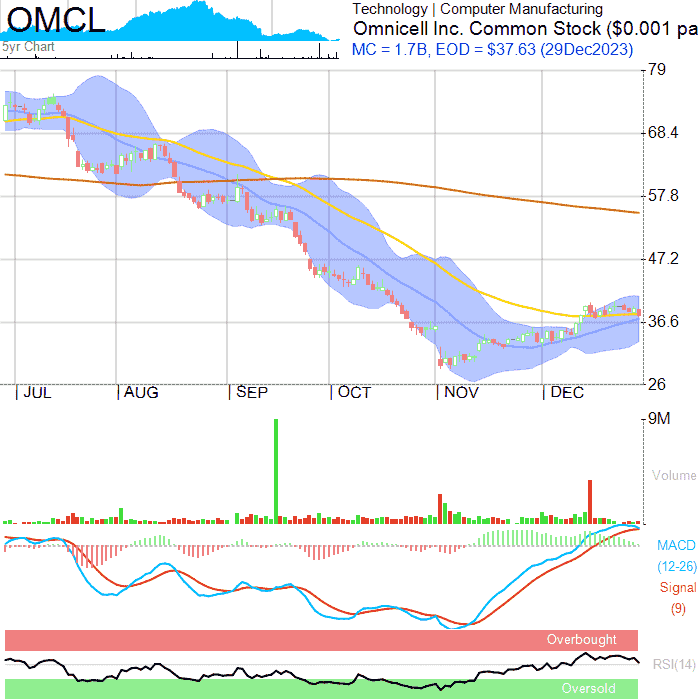 OMCL
5yr Chart
Technology | Computer Manufacturing
Omnicell Inc. Common Stock ($0.001 pa
MC = 1.7B, EOD = $37.63 (29Dec2023)
79
68.4
57.8
47.2
36.6
26
JUL AUG SEP OCT NOV DEC
9M
Volume
MACD
(12-26)
Signal
(9)
Overbought
RSI(14)
Oversold